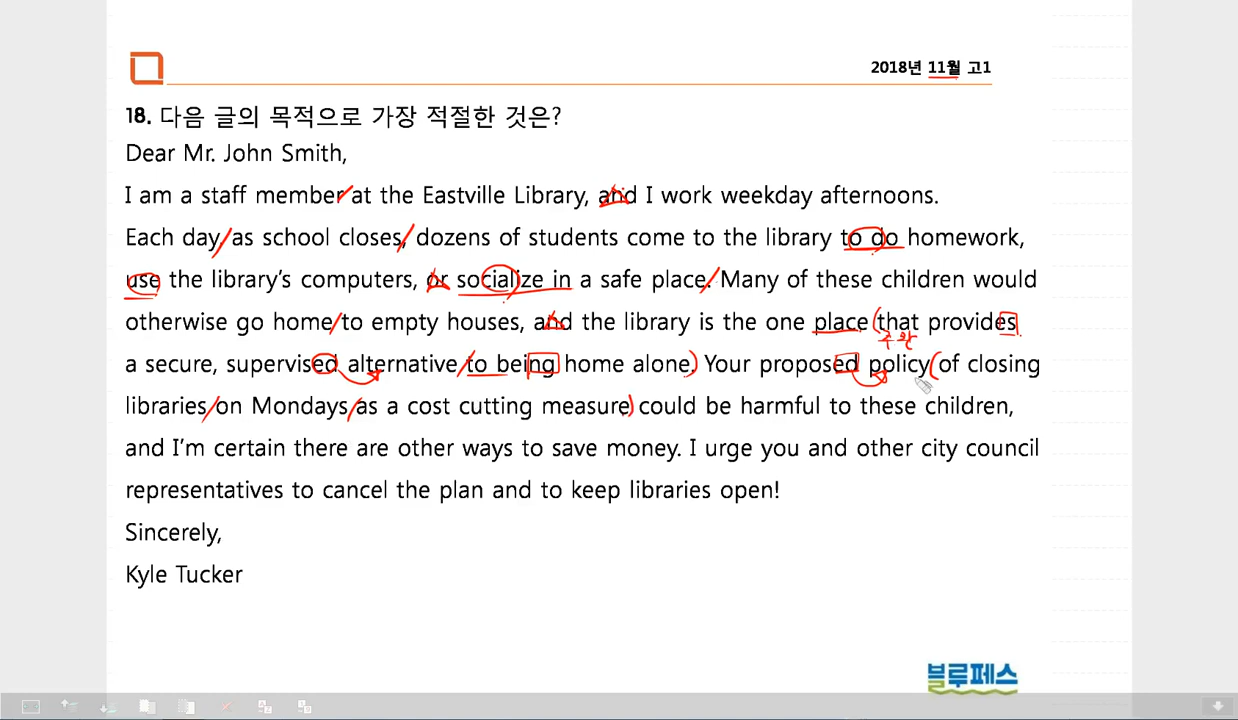 2018년 11월 고1
18. 다음 글의 목적으로 가장 적절한 것은?
Dear Mr. John Smith,
I am a staff member at the Eastville Library, and I work weekday afternoons.
Each day, as school closes, dozens of students come to the library to do homework,
use the library's computers, or socialize in a safe place. Many of these children would
otherwise go home to empty houses, and the library is the one place that provides
주왁
a secure, supervised alternative to being home alone. Your proposed policy of closing
libraries on Mondays as a cost cutting measure could be harmful to these children,
and I'm certain there are other ways to save money. I urge you and other city council
representatives to cancel the plan and to keep libraries open!
Sincerely,
Kyle Tucker
블루페스